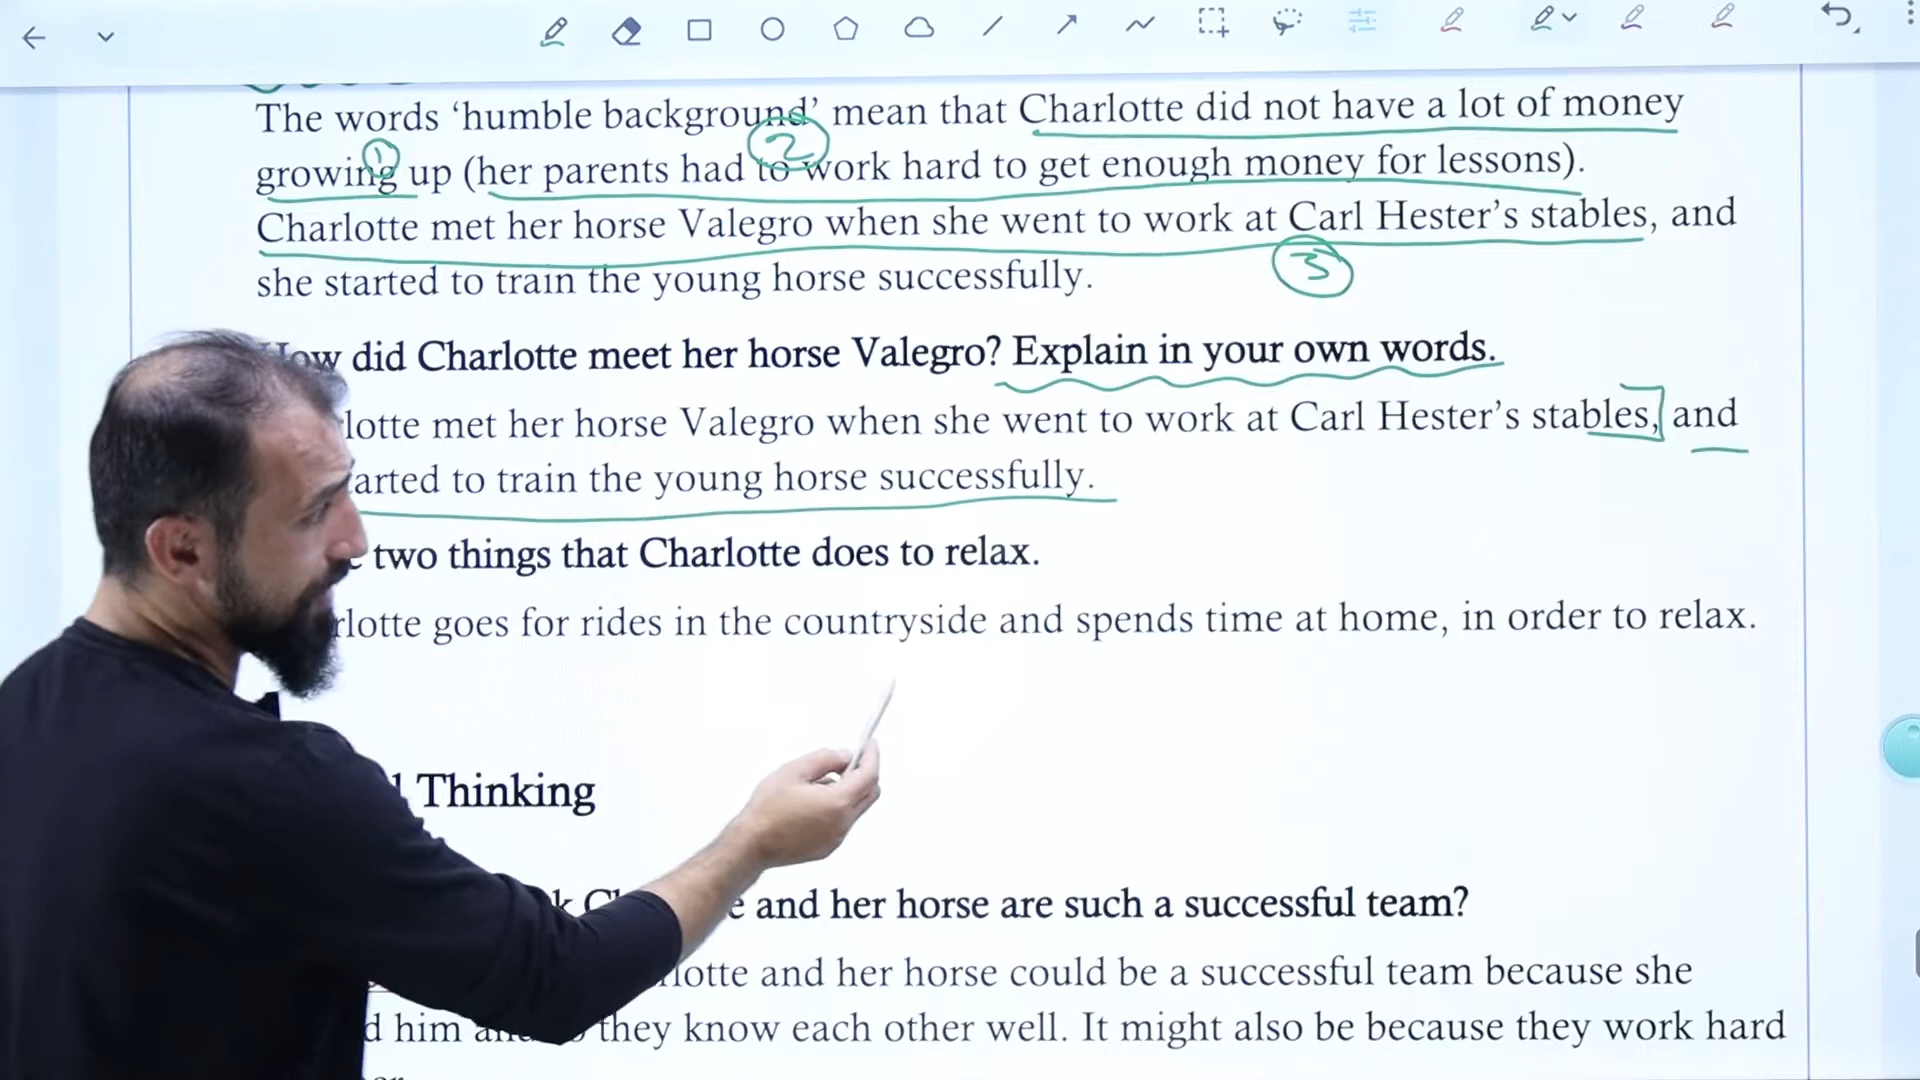 The words ‘humble background’ mean that Charlotte did not have a lot of money
① ②
growing up (her parents had to work hard to get enough money for lessons).
Charlotte met her horse Valegro when she went to work at Carl Hester’s stables, and
③
she started to train the young horse successfully.
How did Charlotte meet her horse Valegro? Explain in your own words.
lotte met her horse Valegro when she went to work at Carl Hester’s stables, and
arted to train the young horse successfully.
two things that Charlotte does to relax.
rlotte goes for rides in the countryside and spends time at home, in order to relax.
Thinking
and her horse are such a successful team?
lotte and her horse could be a successful team because she
him they know each other well. It might also be because they work hard